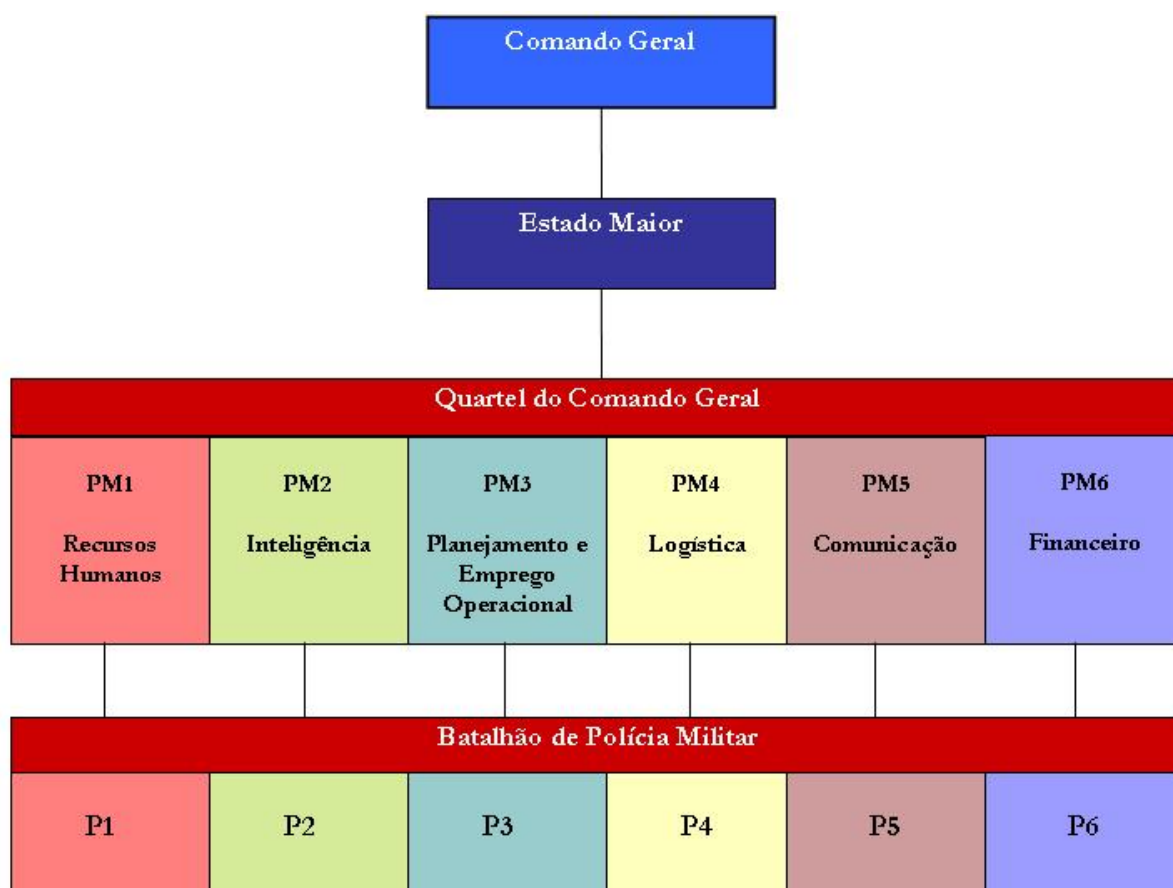 Comando Geral
Estado Maior
Quartel do Comando Geral
PM1
Recursos
Humanos
PM2
Inteligência
PM3
Planejamento e
Emprego
Operacional
PM4
Logística
PM5
Comunicação
PM6
Financeiro
Batalhão de Polícia Militar
P1
P2
P3
P4
P5
P6